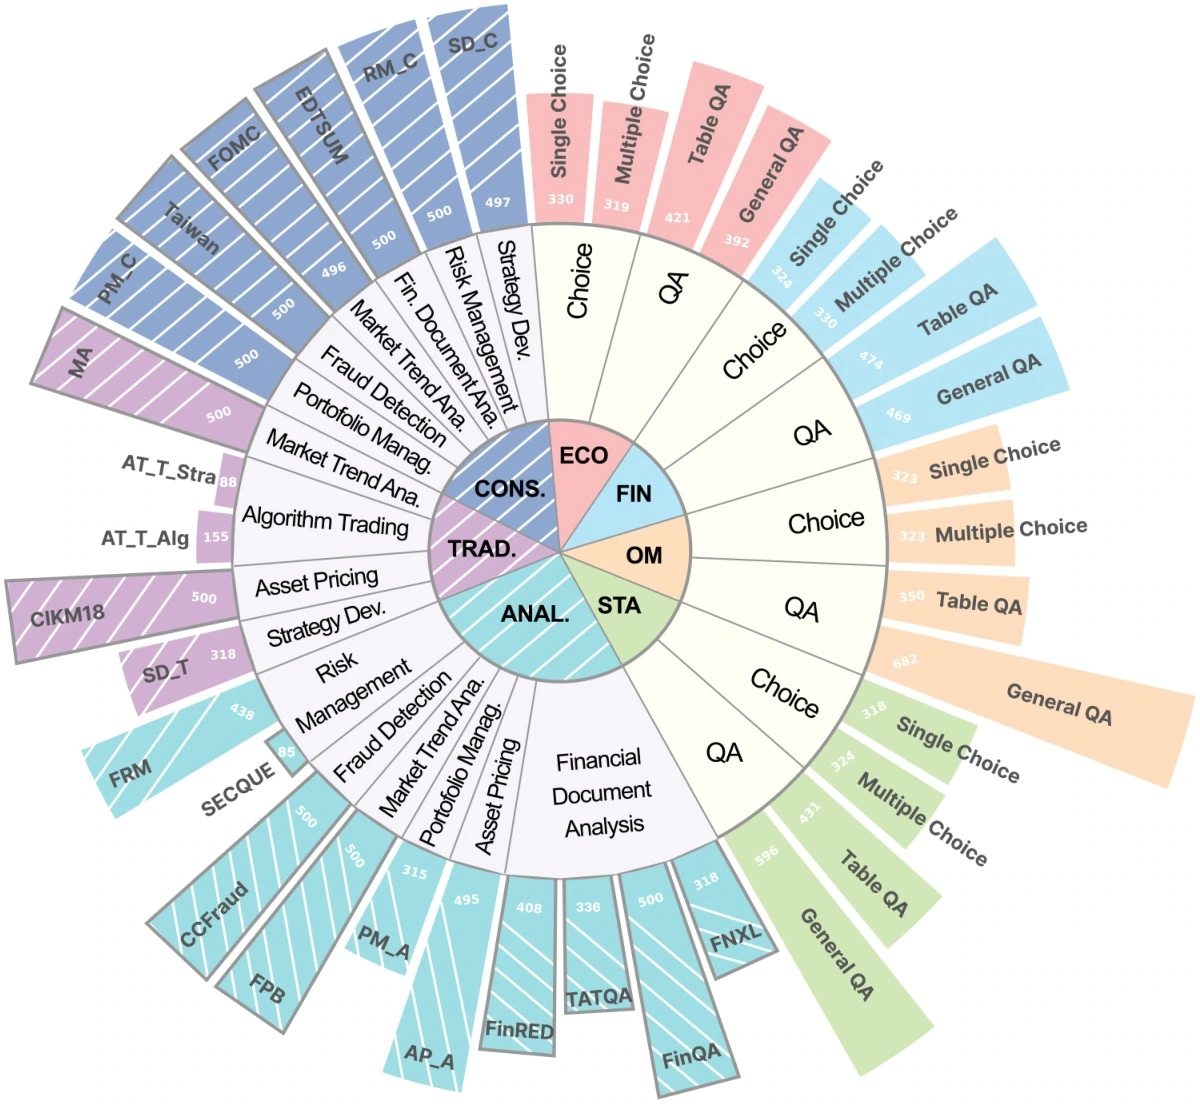 SD_C
497
Single Choice
330
Multiple Choice
319
Table QA
421
General QA
392
Single Choice
324
Multiple Choice
330
Table QA
474
General QA
469
Single Choice
323
Multiple Choice
323
Table QA
350
General QA
682
Single Choice
318
Multiple Choice
324
Table QA
431
General QA
596
FNXL
318
FinQA
500
TATQA
336
FinRED
408
AP_A
495
PM_A
315
FPB
500
CCFraud
500
SECQUE
85
FRM
438
SD_T
318
CIKM18
500
AT_T_Alg
155
AT_T_Stra
88
MA
500
PM_C
500
Taiwan
500
FOMC
496
EDTSUM
500
RM_C
500
Choice
QA
Choice
QA
Choice
QA
Choice
QA
Financial
Document
Analysis
Asset Pricing
Portofolio Manag.
Market Trend Ana.
Fraud Detection
Risk
Management
Strategy Dev.
Asset Pricing
Algorithm Trading
Market Trend Ana.
Portofolio Manag.
Fraud Detection
Market Trend Ana.
Fin. Document Ana.
Risk Management
Strategy Dev.
ECO
FIN
OM
STA
ANAL.
TRAD.
CONS.